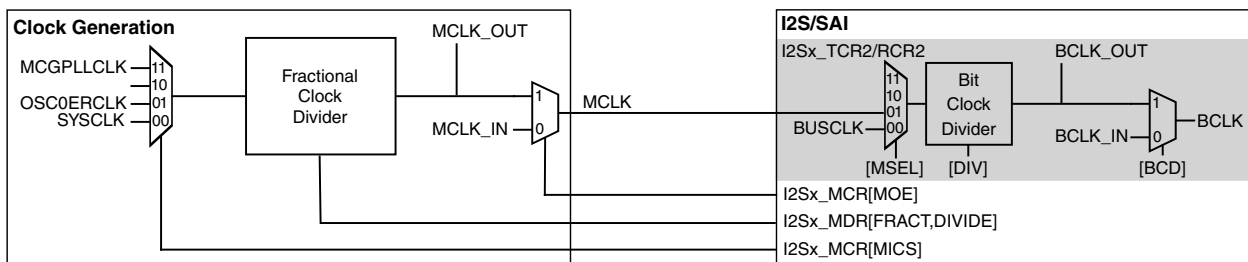 Clock Generation
MCGPLLCLK
11
10
OSC0ERCLK
01
SYSCLK
00
Fractional
Clock
Divider
MCLK_OUT
1
MCLK_IN
0
MCLK
I2S/SAI
I2Sx_TCR2/RCR2
11
10
01
BUSCLK
00
[MSEL]
Bit
Clock
Divider
[DIV]
BCLK_OUT
1
BCLK_IN
0
BCLK
[BCD]
I2Sx_MCR[MOE]
I2Sx_MDR[FRACT,DIVIDE]
I2Sx_MCR[MICS]